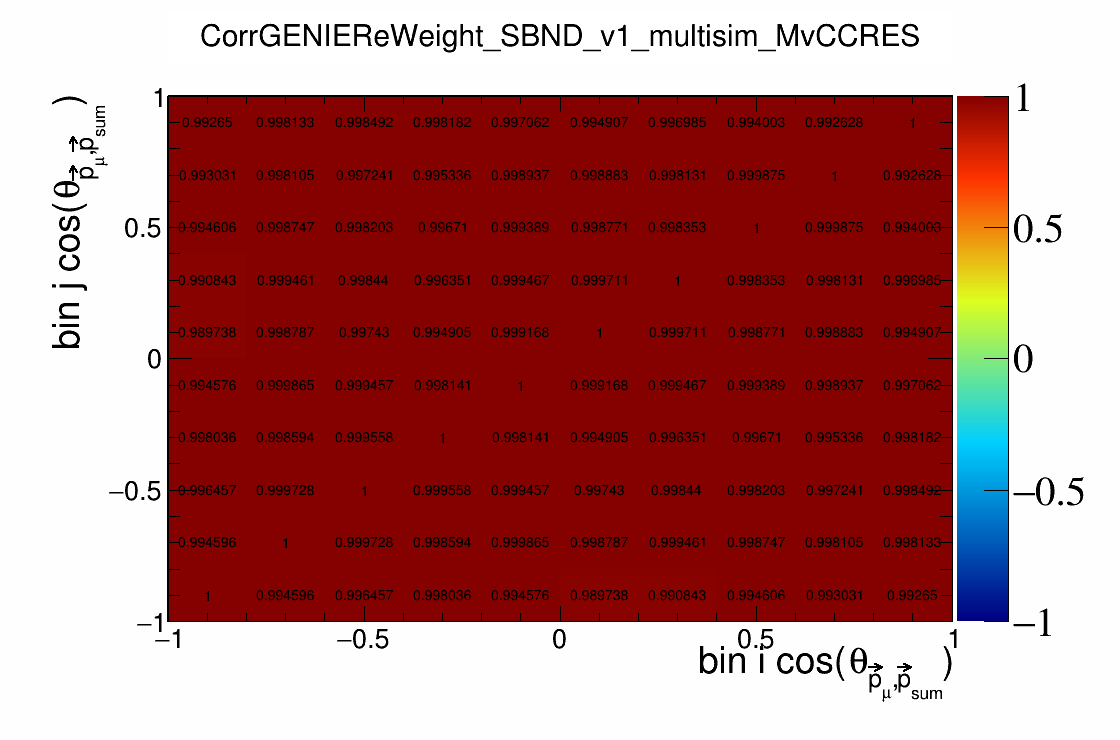 CorrGENIEReWeight_SBND_v1_multisim_MvCCRES
bin j cos(θ p⃗μ,p⃗sum)
1
0.5
0
−0.5
−1
0.99265 0.998133 0.998492 0.998182 0.997062 0.994907 0.996985 0.994003 0.992628 1
0.993031 0.998105 0.997241 0.995336 0.998937 0.998883 0.998131 0.999875 1 0.992628
0.994606 0.998747 0.998203 0.99671 0.999389 0.998771 0.998353 1 0.999875 0.994003
0.990843 0.999461 0.99844 0.996351 0.999467 0.999711 1 0.998353 0.998131 0.996985
0.989738 0.998787 0.99743 0.994905 0.999168 1 0.999711 0.998771 0.998883 0.994907
0.994576 0.999865 0.999457 0.998141 1 0.999168 0.999467 0.999389 0.998937 0.997062
0.998036 0.998594 0.999558 1 0.998141 0.994905 0.996351 0.99671 0.995336 0.998182
0.996457 0.999728 1 0.999558 0.999457 0.99743 0.99844 0.998203 0.997241 0.998492
0.994596 1 0.999728 0.998594 0.999865 0.998787 0.999461 0.998747 0.998105 0.998133
1 0.994596 0.996457 0.998036 0.994576 0.989738 0.990843 0.994606 0.993031 0.99265
−1 −0.5 0 0.5 1
bin i cos(θ p⃗μ,p⃗sum)
1
0.5
0
−0.5
−1